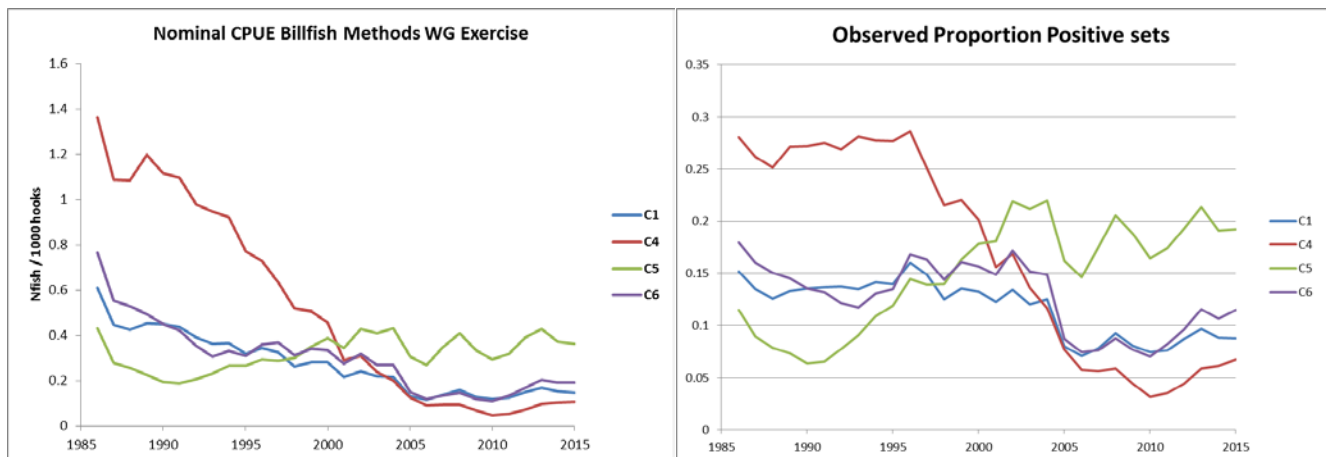 Nominal CPUE Billfish Methods WG Exercise
Nfish / 1000 hooks
1.6
1.4
1.2
1
0.8
0.6
0.4
0.2
0
1985 1990 1995 2000 2005 2010 2015
C1
C4
C5
C6
Observed Proportion Positive sets
0.35
0.3
0.25
0.2
0.15
0.1
0.05
0
1985 1990 1995 2000 2005 2010 2015
C1
C4
C5
C6